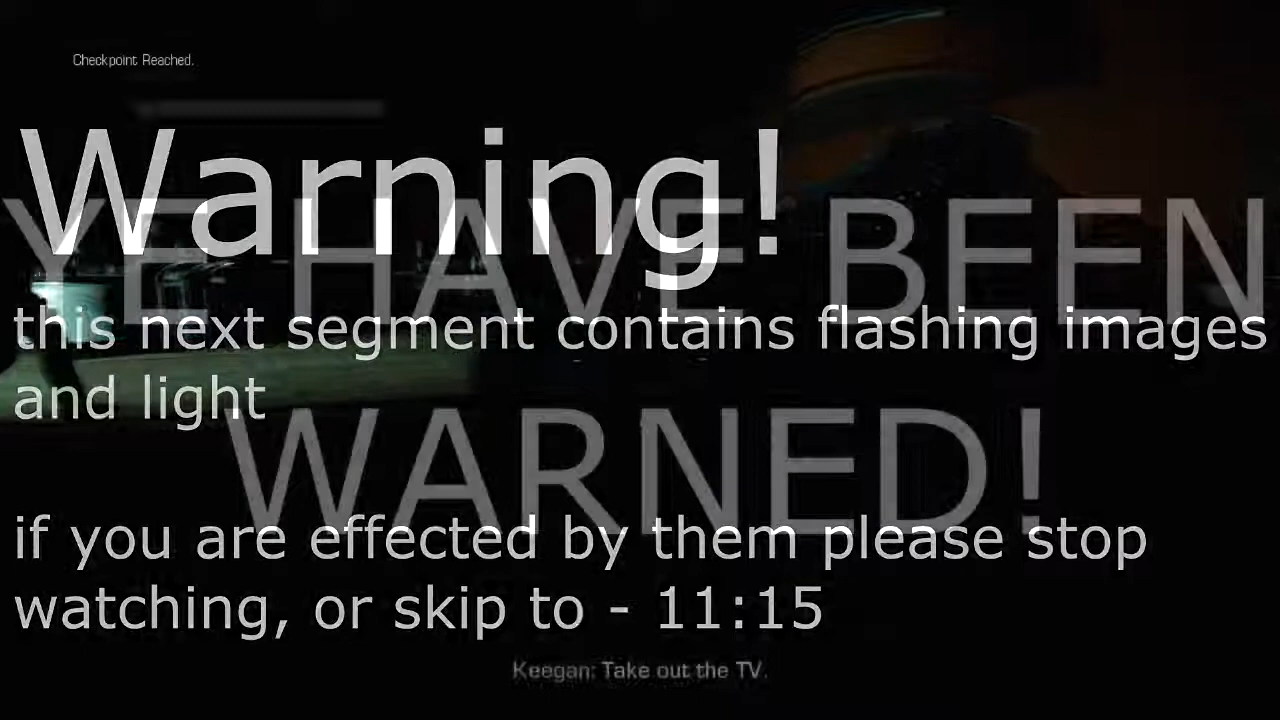 Checkpoint Reached.
Warning!
YE HAVE BEEN
this next segment contains flashing images
and light
WARNED!
if you are effected by them please stop
watching, or skip to - 11:15
Keegan: Take out the TV.